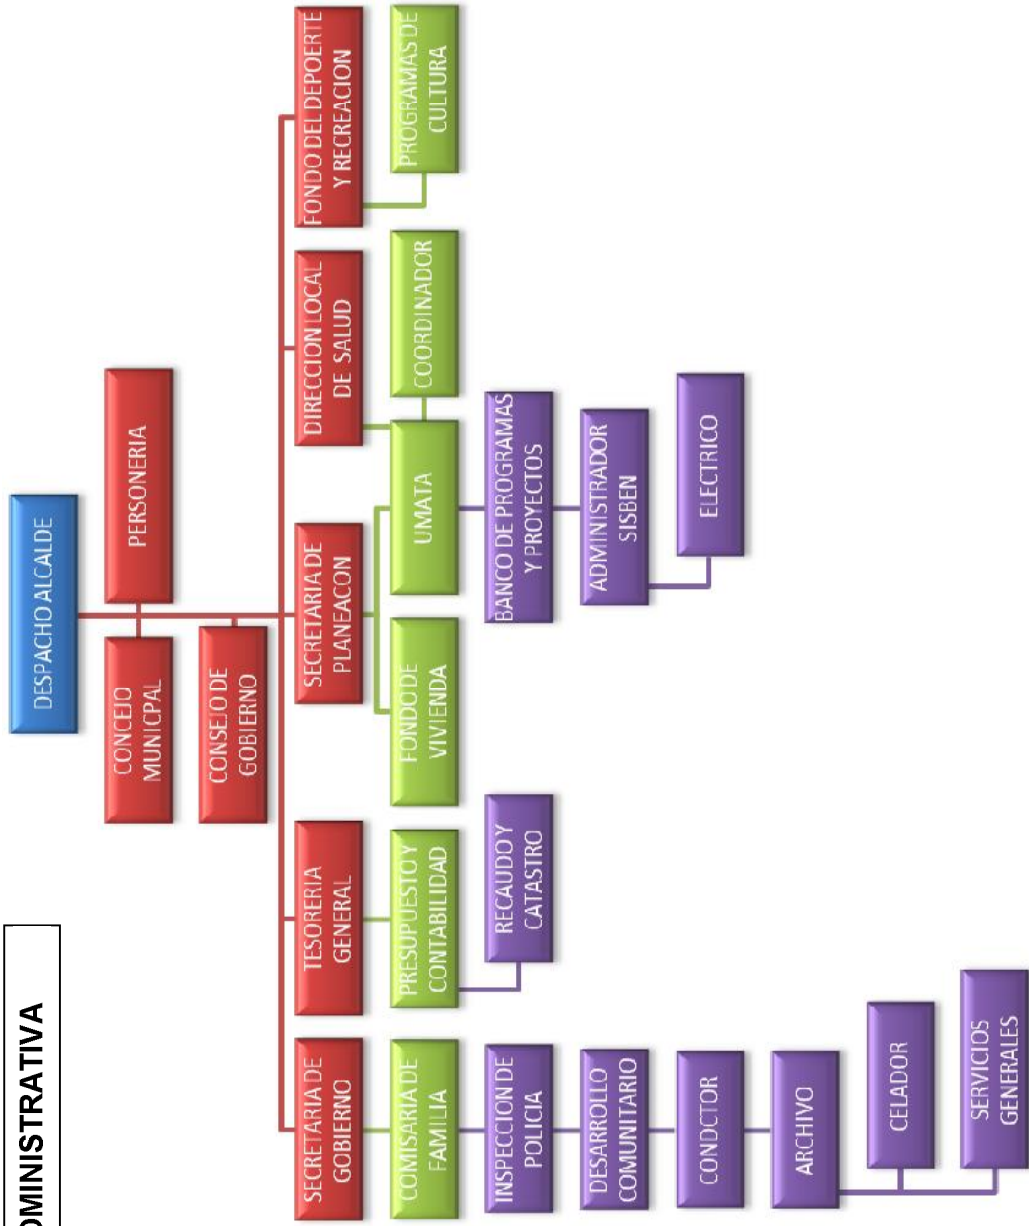 OMINISTRATIVA
DESPACHO ALCALDE
CONCEJO
MUNICPAL
PERSONERIA
CONSEJO DE
GOBIERNO
SECRETARIA DE
GOBIERNO
TESORERIA
GENERAL
SECRETARIA DE
PLANEACON
DIRECCION LOCAL
DE SALUD
FONDO DEL DEPOERTE
Y RECREACION
COMISARIA DE
FAMILIA
PRESUPUESTO Y
CONTABILIDAD
FONDO DE
VIVIENDA
UMATA
COORDINADOR
PROGRAMAS DE
CULTURA
INSPECCION DE
POLICIA
RECAUDO Y
CATASTRO
BANCO DE PROGRAMAS
Y PROYECTOS
DESARROLLO
COMUNITARIO
ADMINISTRADOR
SISBEN
CONDCTOR
ELECTRICO
ARCHIVO
CELADOR
SERVICIOS
GENERALES